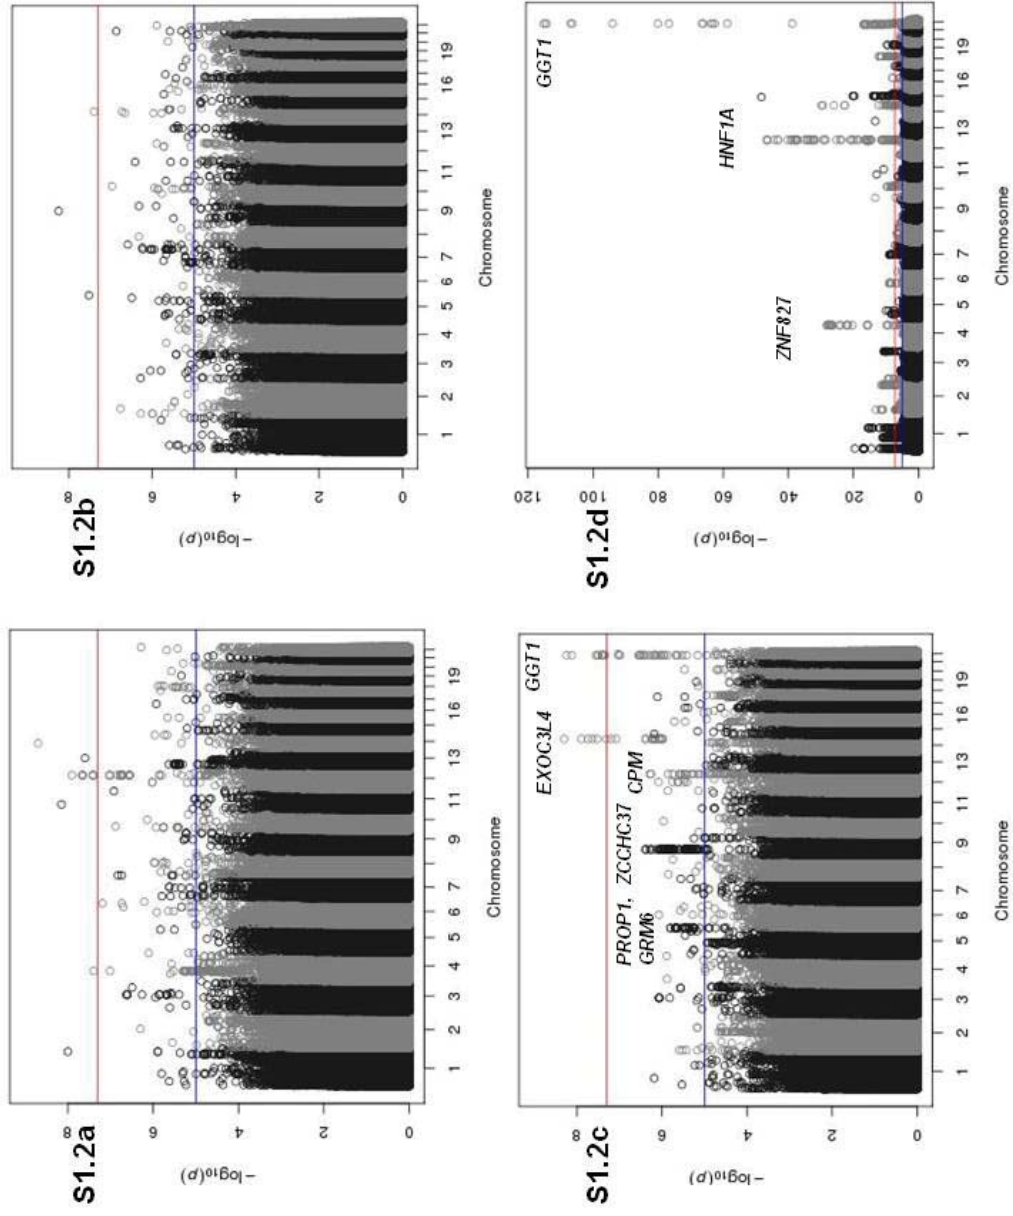 S1.2a
−log₁₀(p)
0 2 4 6 8
1 2 3 4 5 6 7 9 11 13 16 19
Chromosome
S1.2b
−log₁₀(p)
0 2 4 6 8
1 2 3 4 5 6 7 9 11 13 16 19
Chromosome
S1.2c
−log₁₀(p)
0 2 4 6 8
PROP1, ZCCHC37
GRM6
CPM
EXOC3L4
GGT1
1 2 3 4 5 6 7 9 11 13 16 19
Chromosome
S1.2d
−log₁₀(p)
0 20 40 60 80 100 120
ZNF827
HNF1A
GGT1
1 2 3 4 5 6 7 9 11 13 16 19
Chromosome